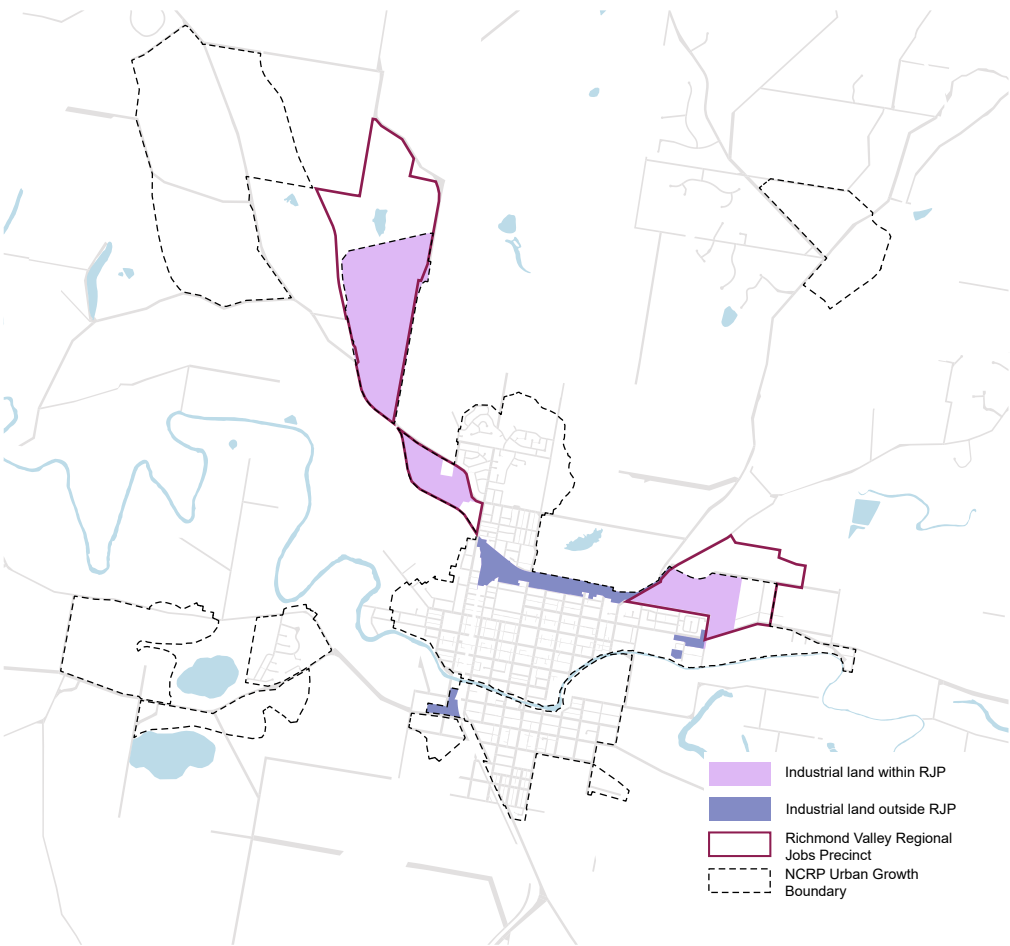 Industrial land within RJP
Industrial land outside RJP
Richmond Valley Regional
Jobs Precinct
NCRP Urban Growth
Boundary